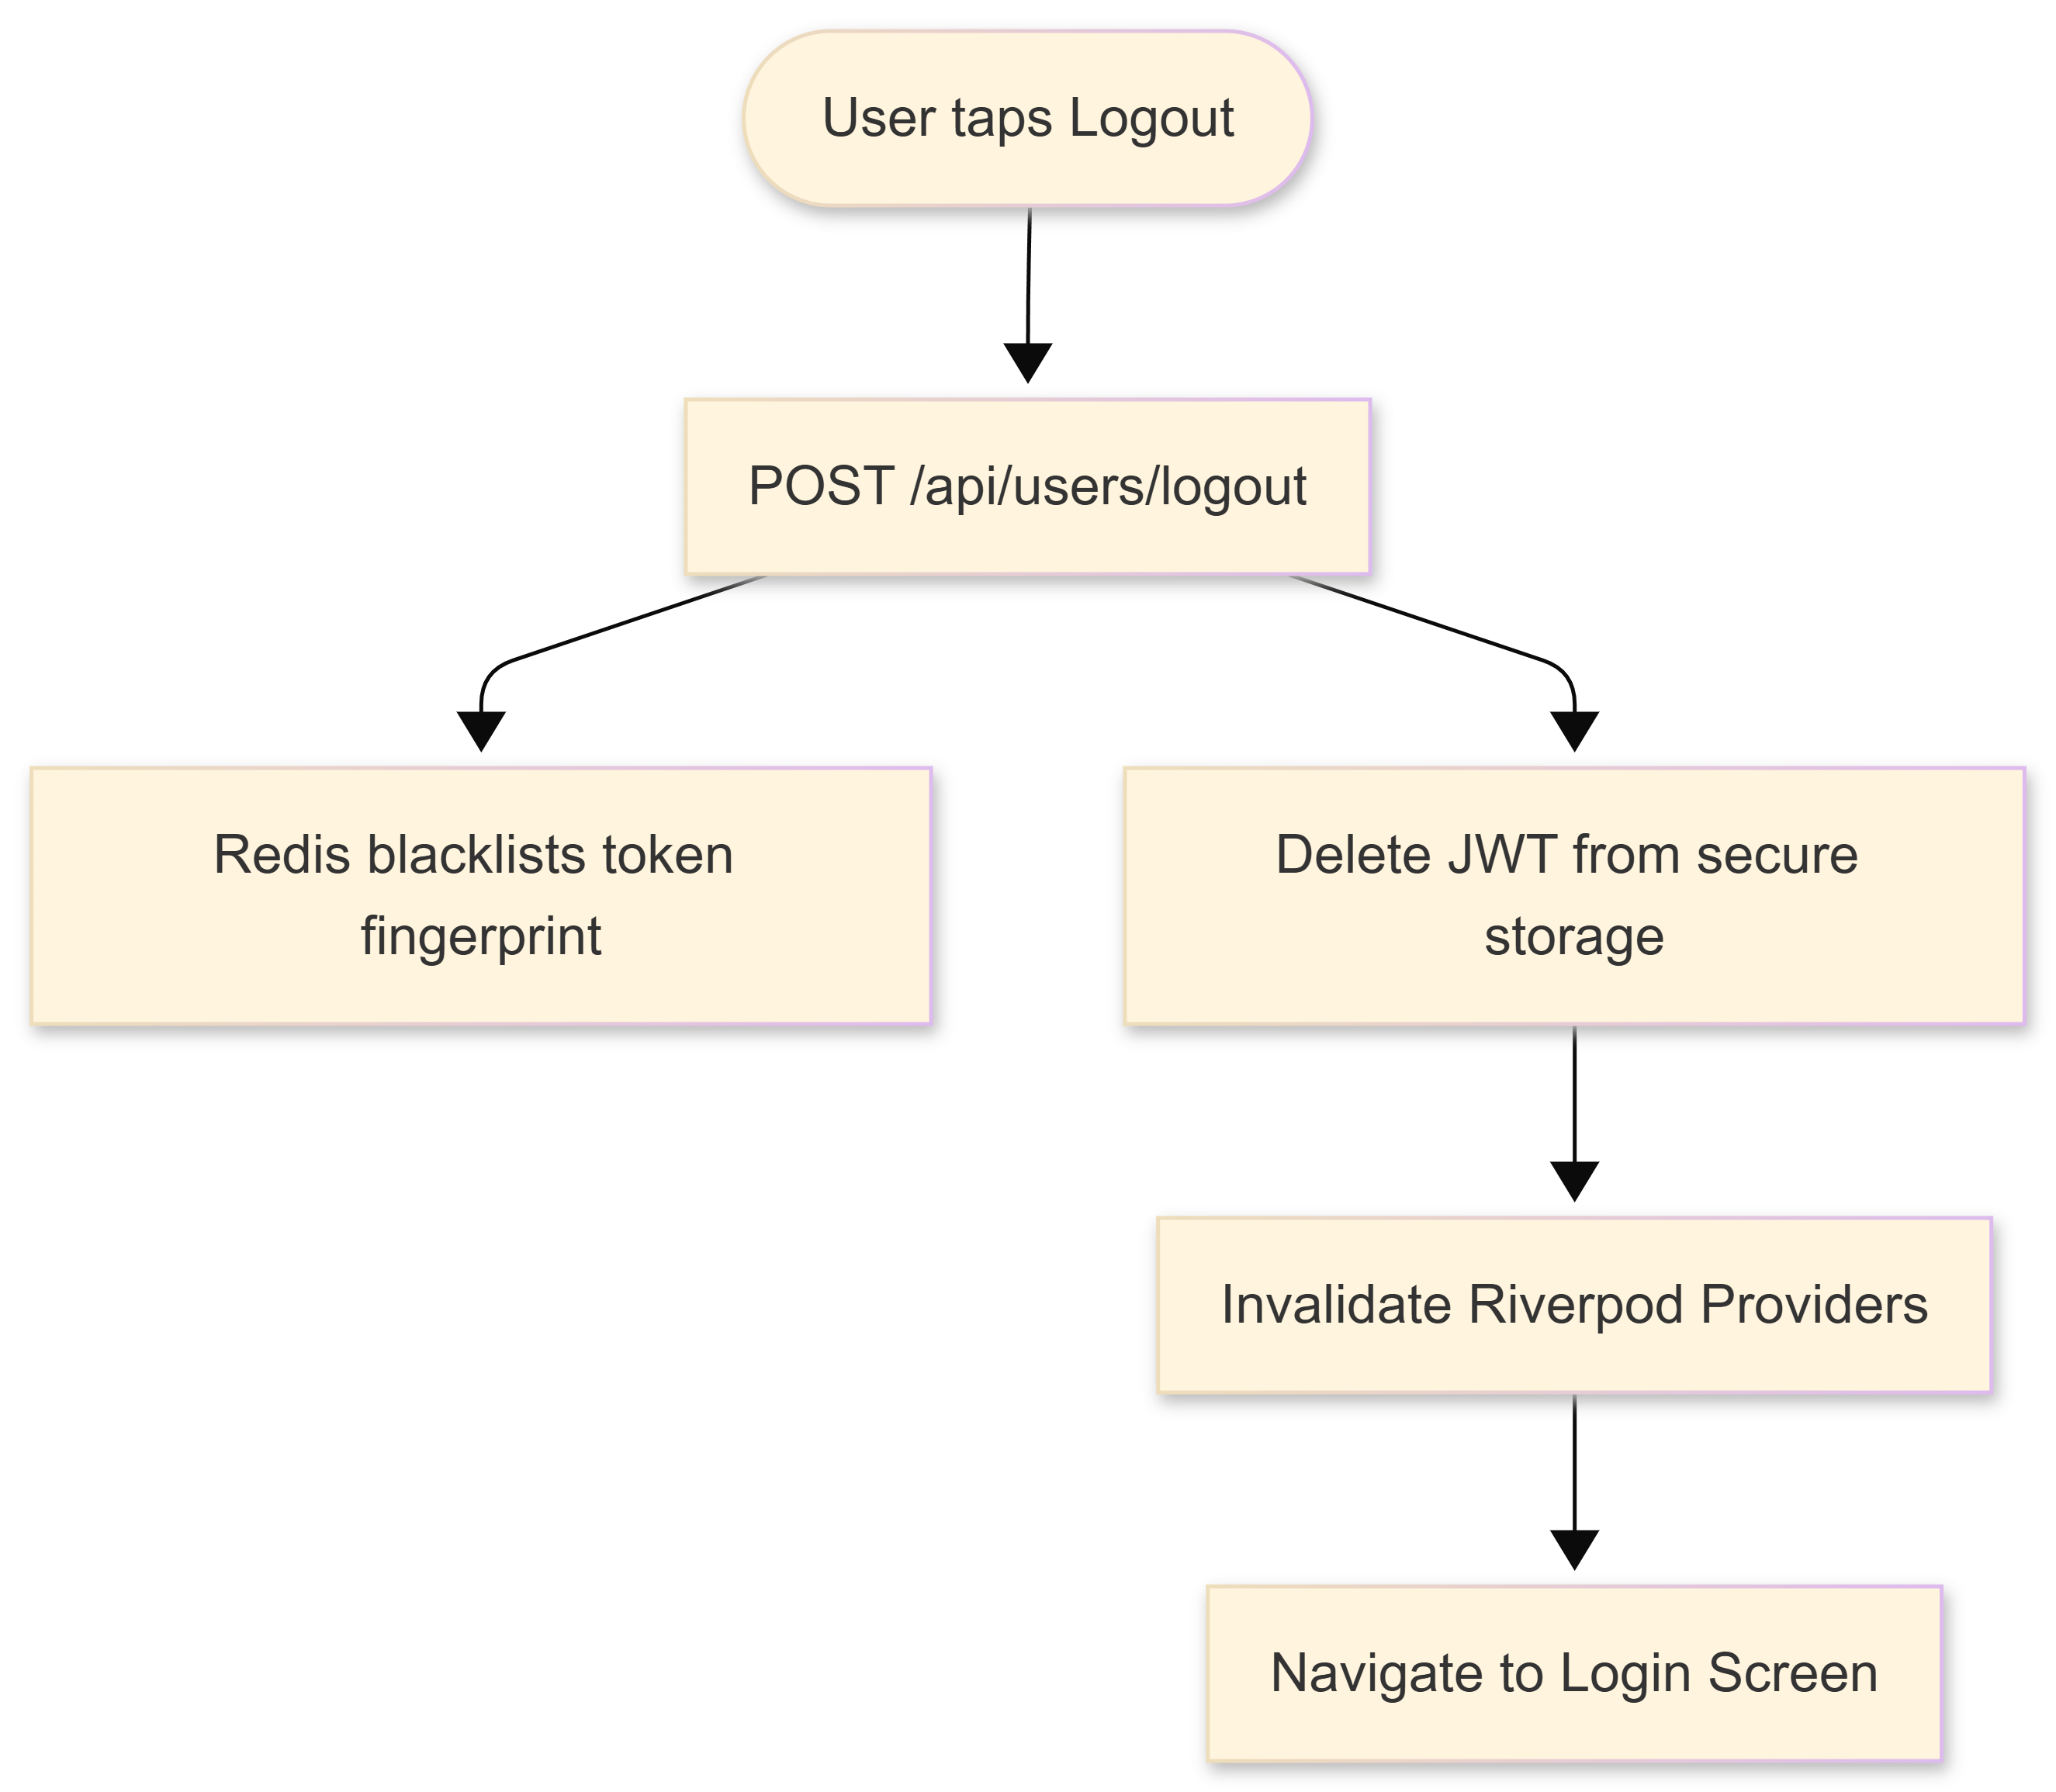 User taps Logout
POST /api/users/logout
Redis blacklists token
fingerprint
Delete JWT from secure
storage
Invalidate Riverpod Providers
Navigate to Login Screen